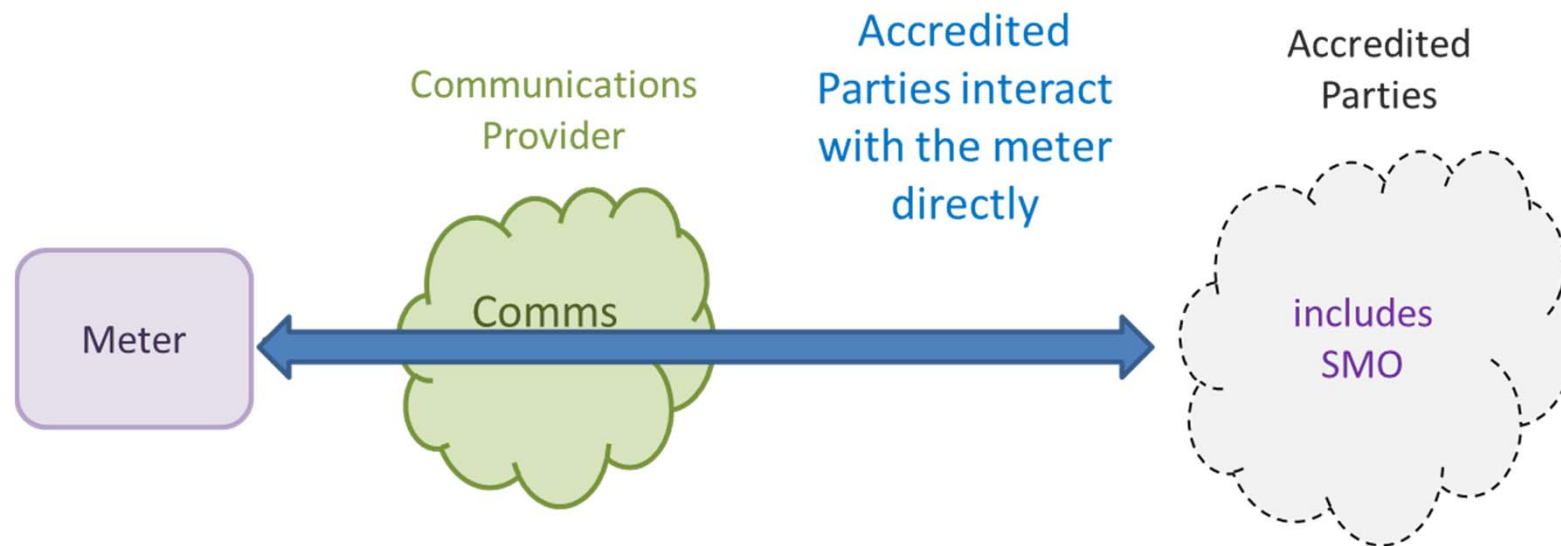 Meter
Communications
Provider
Comms
Accredited
Parties interact
with the meter
directly
Accredited
Parties
includes
SMO